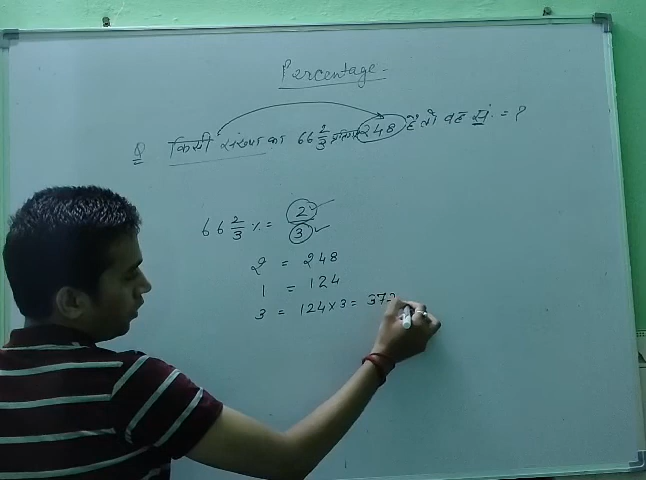 Percentage
Q किसी संख्या का 66 2/3 प्रतिशत 248 है तो वह सं. = ?
66 2/3 % = 2/3
2 = 248
1 = 124
3 = 124 × 3 = 37